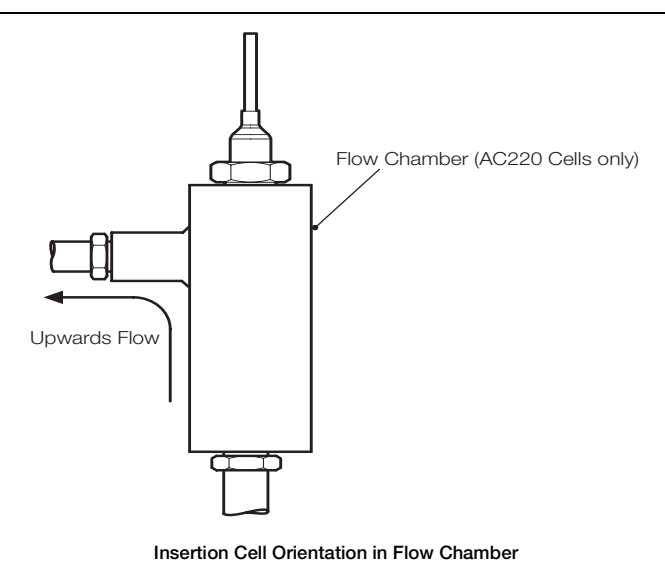 Flow Chamber (AC220 Cells only)
Upwards Flow
Insertion Cell Orientation in Flow Chamber